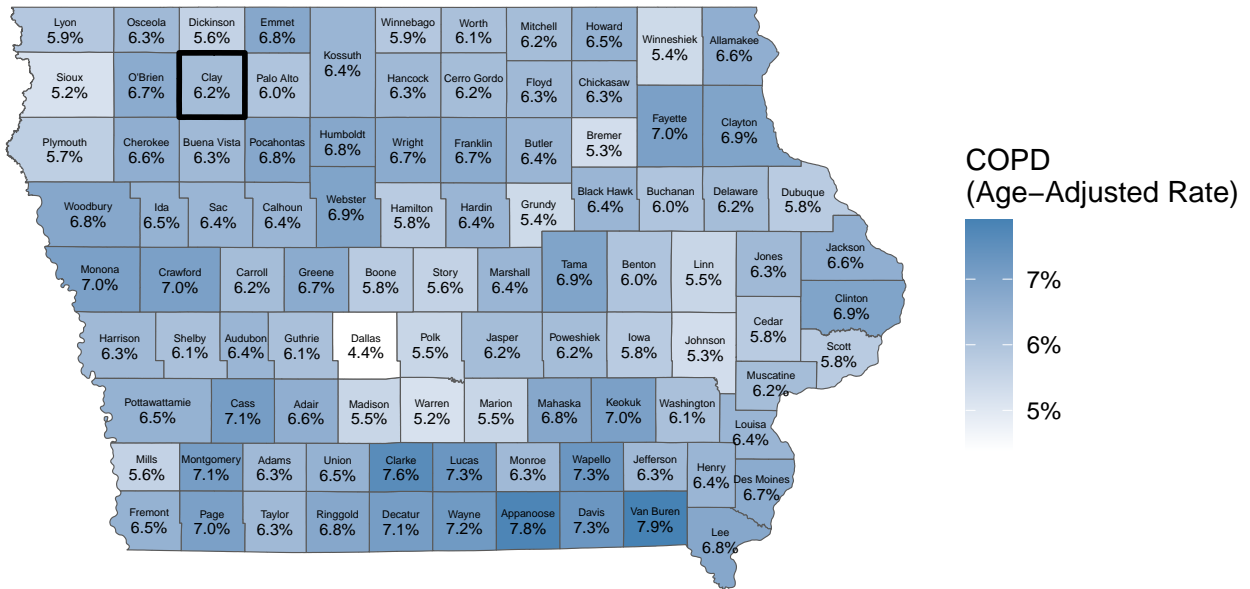 Lyon
5.9%
Osceola
6.3%
Dickinson
5.6%
Emmet
6.8%
Kossuth
6.4%
Winnebago
5.9%
Worth
6.1%
Mitchell
6.2%
Howard
6.5%
Winneshiek
5.4%
Allamakee
6.6%
Sioux
5.2%
O'Brien
6.7%
Clay
6.2%
Palo Alto
6.0%
Hancock
6.3%
Cerro Gordo
6.2%
Floyd
6.3%
Chickasaw
6.3%
Fayette
7.0%
Clayton
6.9%
Plymouth
5.7%
Cherokee
6.6%
Buena Vista
6.3%
Pocahontas
6.8%
Humboldt
6.8%
Wright
6.7%
Franklin
6.7%
Butler
6.4%
Bremer
5.3%
Woodbury
6.8%
Ida
6.5%
Sac
6.4%
Calhoun
6.4%
Webster
6.9%
Hamilton
5.8%
Hardin
6.4%
Grundy
5.4%
Black Hawk
6.4%
Buchanan
6.0%
Delaware
6.2%
Dubuque
5.8%
Monona
7.0%
Crawford
7.0%
Carroll
6.2%
Greene
6.7%
Boone
5.8%
Story
5.6%
Marshall
6.4%
Tama
6.9%
Benton
6.0%
Linn
5.5%
Jones
6.3%
Jackson
6.6%
Clinton
6.9%
Harrison
6.3%
Shelby
6.1%
Audubon
6.4%
Guthrie
6.1%
Dallas
4.4%
Polk
5.5%
Jasper
6.2%
Poweshiek
6.2%
Iowa
5.8%
Johnson
5.3%
Cedar
5.8%
Scott
5.8%
Muscatine
6.2%
Pottawattamie
6.5%
Cass
7.1%
Adair
6.6%
Madison
5.5%
Warren
5.2%
Marion
5.5%
Mahaska
6.8%
Keokuk
7.0%
Washington
6.1%
Louisa
6.4%
Mills
5.6%
Montgomery
7.1%
Adams
6.3%
Union
6.5%
Clarke
7.6%
Lucas
7.3%
Monroe
6.3%
Wapello
7.3%
Jefferson
6.3%
Henry
6.4%
Des Moines
6.7%
Fremont
6.5%
Page
7.0%
Taylor
6.3%
Ringgold
6.8%
Decatur
7.1%
Wayne
7.2%
Appanoose
7.8%
Davis
7.3%
Van Buren
7.9%
Lee
6.8%
COPD
(Age−Adjusted Rate)
7%
6%
5%